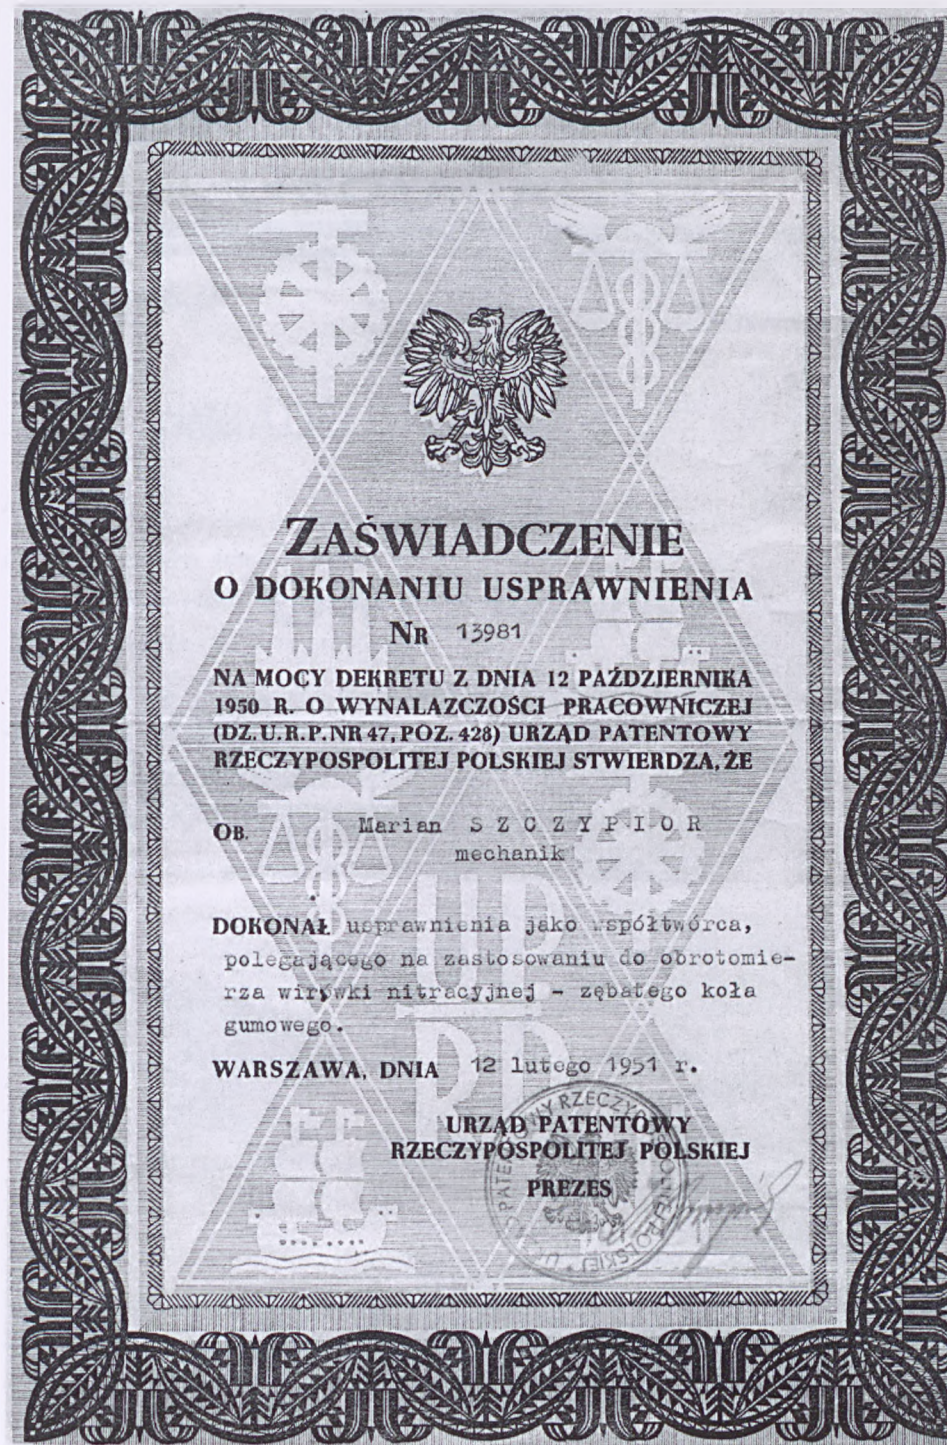 ZAŚWIADCZENIE
O DOKONANIU USPRAWNIENIA
NR 13981
NA MOCY DEKRETU Z DNIA 12 PAŹDZIERNIKA
1950 R. O WYNALAZCZOŚCI PRACOWNICZEJ
(DZ.U.R.P.NR 47, POZ. 428) URZĄD PATENTOWY
RZECZYPOSPOLITEJ POLSKIEJ STWIERDZA, ŻE
OB. Marian SZCZYPIOR
mechanik
DOKONAŁ usprawnienia jako współtwórca,
polegającego na zastosowaniu do obrotomie-
rza wirówki nitracyjnej - zębatego koła
gumowego.
WARSZAWA, DNIA 12 lutego 1951 r.
URZĄD PATENTOWY
RZECZYPOSPOLITEJ POLSKIEJ
PREZES
UP
RP